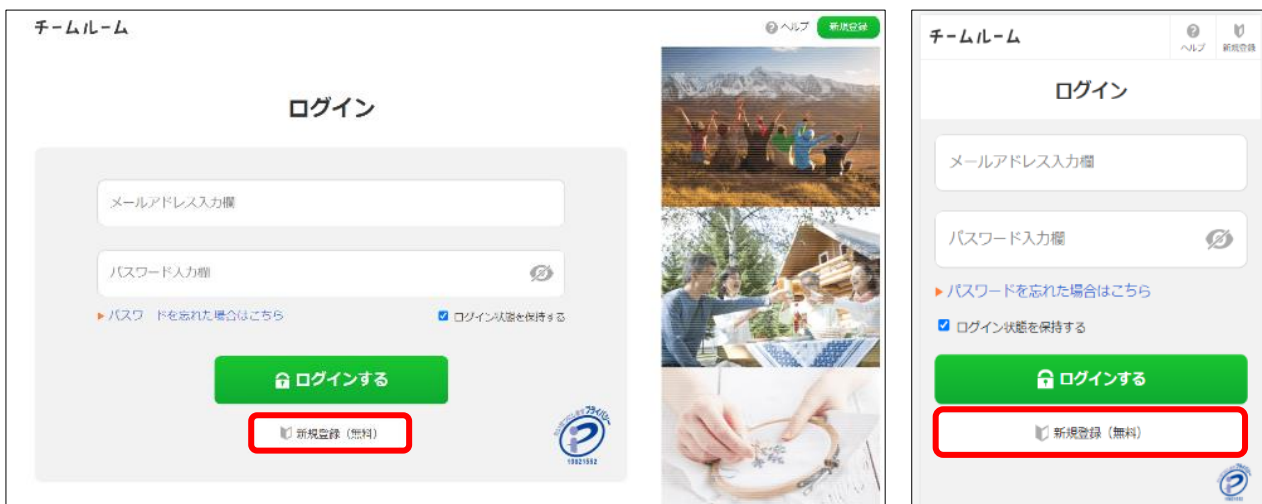 チームルーム
ヘルプ 新規登録
ログイン
メールアドレス入力欄
パスワード入力欄
パスワードを忘れた場合はこちら ログイン状態を保持する
ログインする
新規登録（無料）
プライバシー
10821552
チームルーム
ヘルプ 新規登録
ログイン
メールアドレス入力欄
パスワード入力欄
パスワードを忘れた場合はこちら
ログイン状態を保持する
ログインする
新規登録（無料）